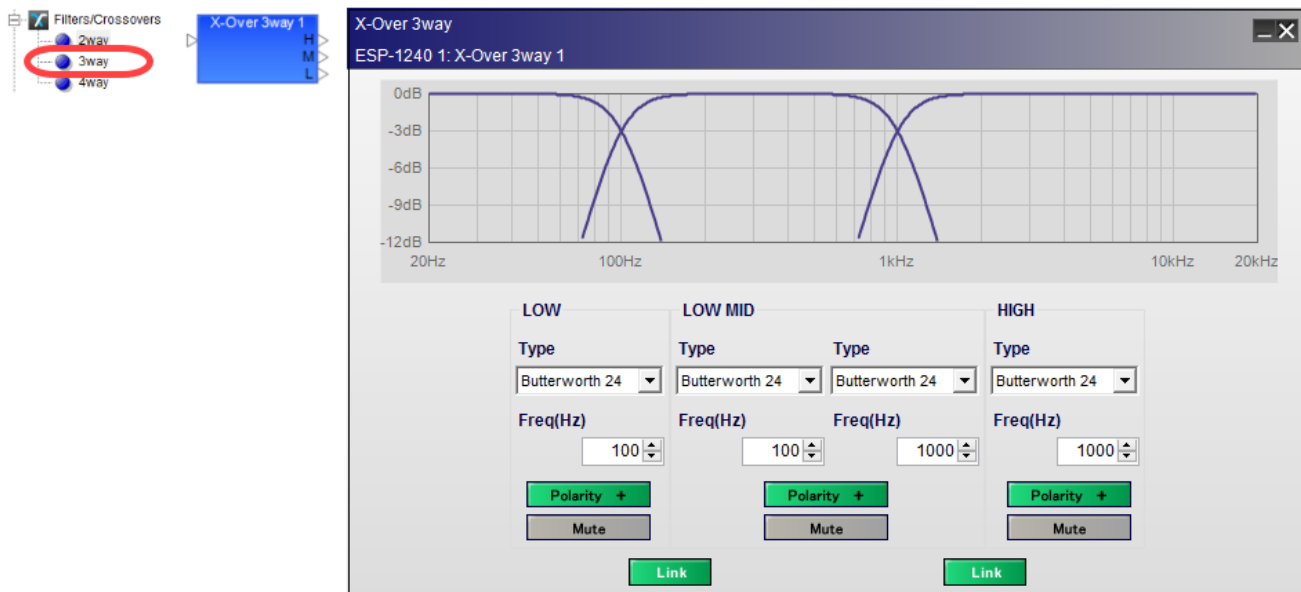 Filters/Crossovers
2way
3way
4way
X-Over 3way 1
H
M
L
X-Over 3way
ESP-1240 1: X-Over 3way 1
0dB
-3dB
-6dB
-9dB
-12dB
20Hz 100Hz 1kHz 10kHz 20kHz
LOW LOW MID HIGH
Type Type Type Type
Butterworth 24 Butterworth 24 Butterworth 24 Butterworth 24
Freq(Hz) Freq(Hz) Freq(Hz) Freq(Hz)
100 100 1000 1000
Polarity + Polarity + Polarity +
Mute Mute Mute
Link Link